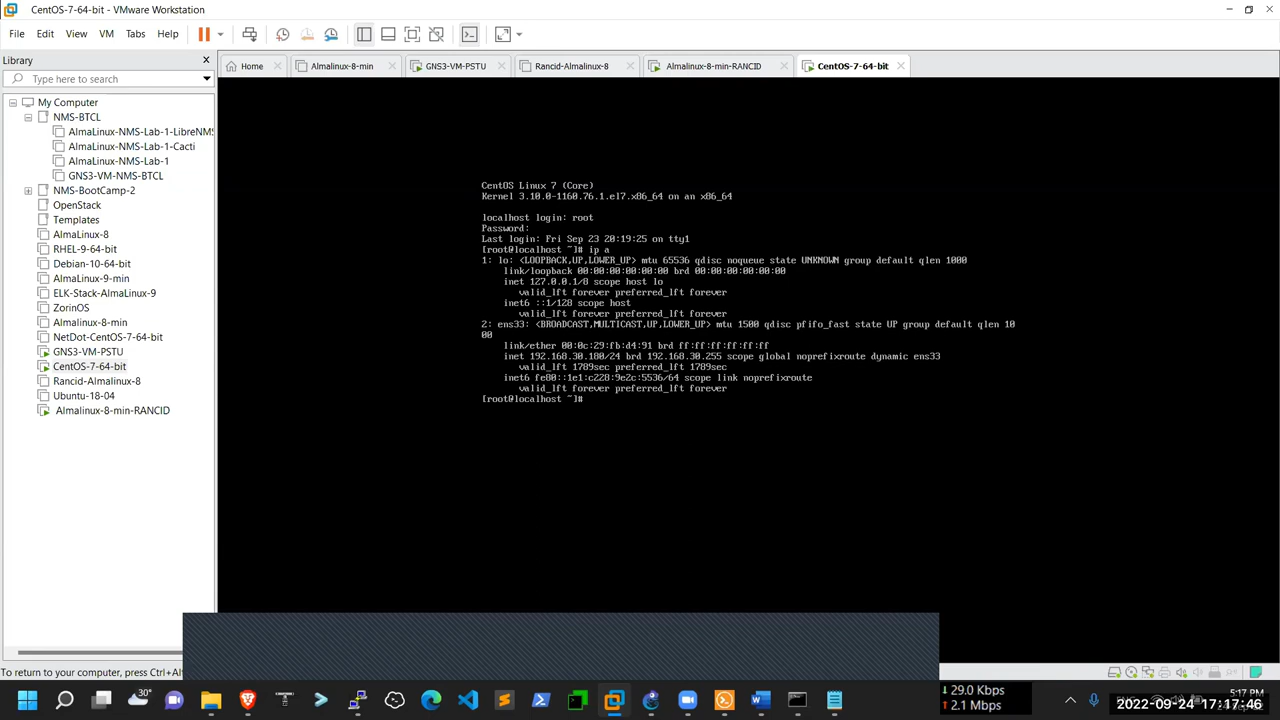 CentOS-7-64-bit - VMware Workstation
File Edit View VM Tabs Help
Library
Home
Almalinux-8-min
GNS3-VM-PSTU
Rancid-Almalinux-8
Almalinux-8-min-RANCID
CentOS-7-64-bit
Type here to search
My Computer
NMS-BTCL
AlmaLinux-NMS-Lab-1-LibreNMS
AlmaLinux-NMS-Lab-1-Cacti
AlmaLinux-NMS-Lab-1
GNS3-VM-NMS-BTCL
NMS-BootCamp-2
OpenStack
Templates
AlmaLinux-8
RHEL-9-64-bit
Debian-10-64-bit
AlmaLinux-9-min
ELK-Stack-AlmaLinux-9
ZorinOS
Almalinux-8-min
NetDot-CentOS-7-64-bit
GNS3-VM-PSTU
CentOS-7-64-bit
Rancid-Almalinux-8
Ubuntu-18-04
Almalinux-8-min-RANCID
CentOS Linux 7 (Core)
Kernel 3.10.0-1160.76.1.el7.x86_64 on an x86_64
localhost login: root
Password:
Last login: Fri Sep 23 20:19:25 on tty1
[root@localhost ~]# ip a
1: lo: <LOOPBACK,UP,LOWER_UP> mtu 65536 qdisc noqueue state UNKNOWN group default qlen 1000
link/loopback 00:00:00:00:00:00 brd 00:00:00:00:00:00
inet 127.0.0.1/8 scope host lo
valid_lft forever preferred_lft forever
inet6 ::1/128 scope host
valid_lft forever preferred_lft forever
2: ens33: <BROADCAST,MULTICAST,UP,LOWER_UP> mtu 1500 qdisc pfifo_fast state UP group default qlen 10
00
link/ether 00:0c:29:fb:d4:91 brd ff:ff:ff:ff:ff:ff
inet 192.168.30.180/24 brd 192.168.30.255 scope global noprefixroute dynamic ens33
valid_lft 1789sec preferred_lft 1789sec
inet6 fe80::1e1:c228:9e2c:5536/64 scope link noprefixroute
valid_lft forever preferred_lft forever
[root@localhost ~]#
To return to your computer, press Ctrl+Al
30°
29.0 Kbps
2.1 Mbps
5:17 PM
2022-09-24 17:17:46